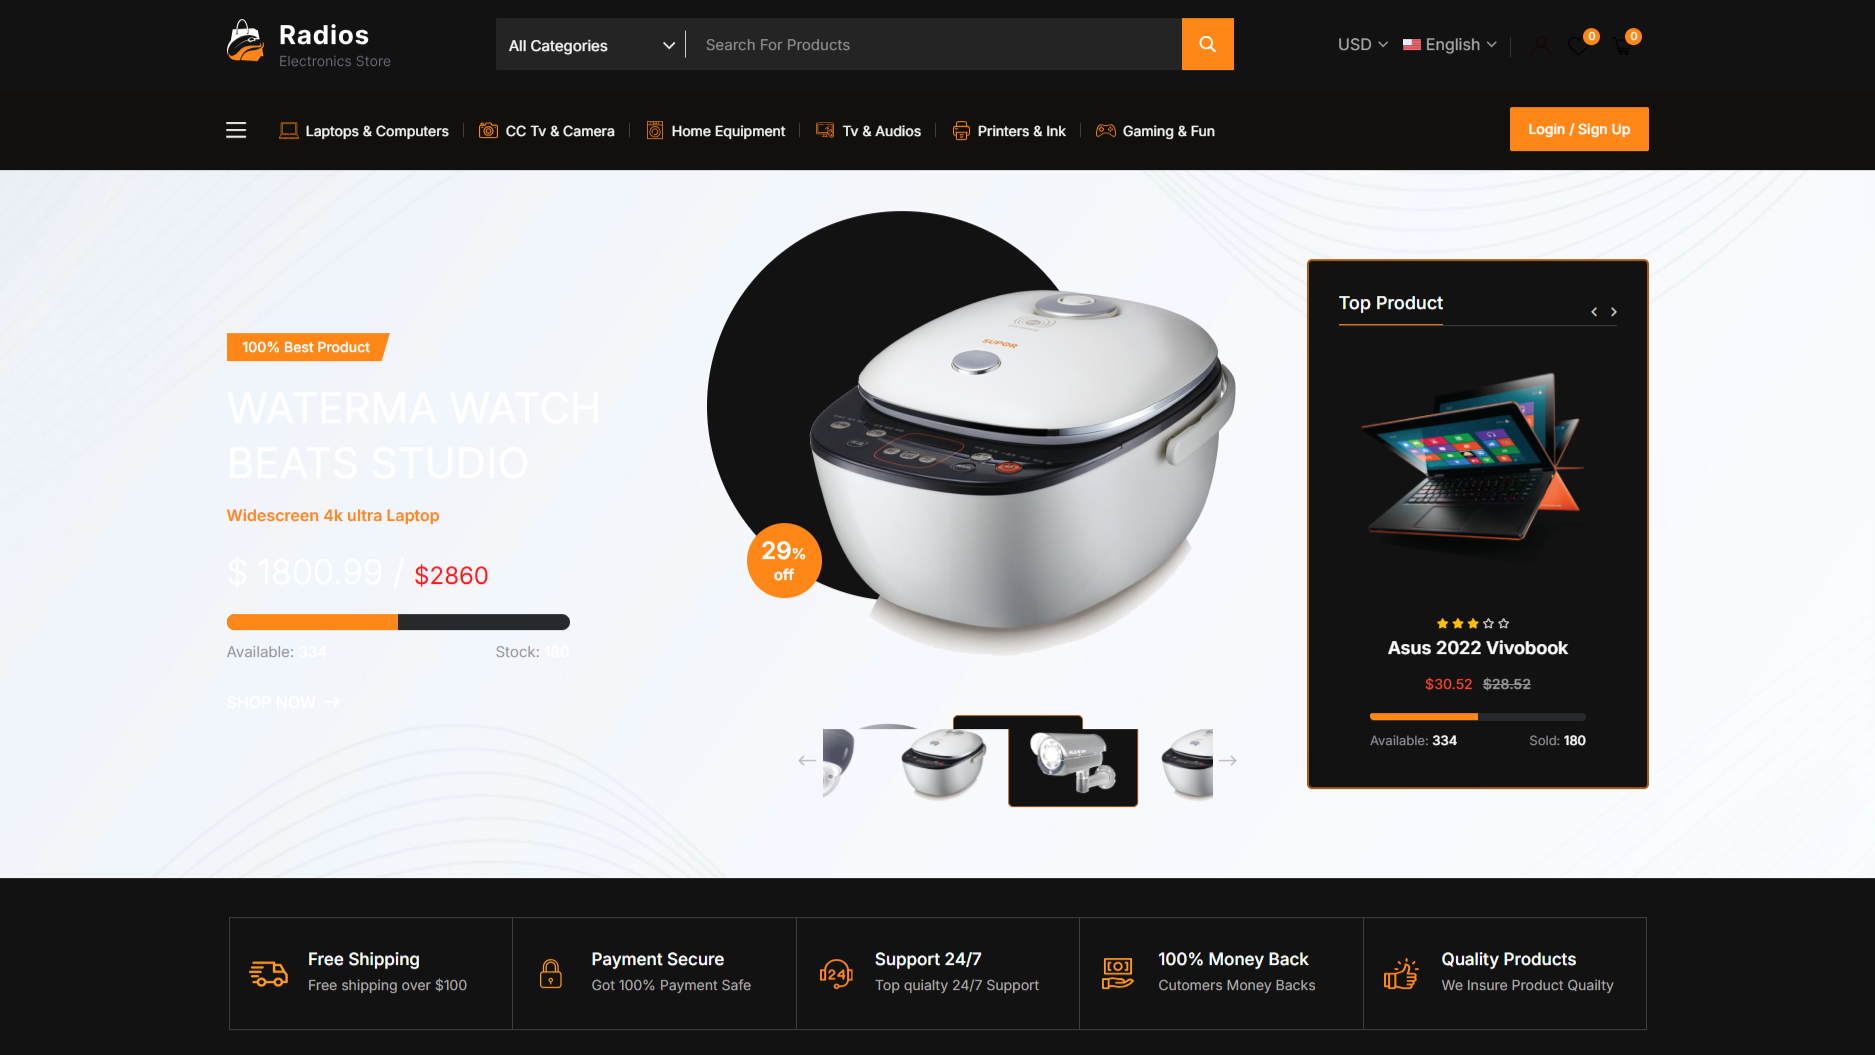 Radios
Electronics Store
All Categories
Search For Products
USD
English
0
0
Laptops & Computers
CC Tv & Camera
Home Equipment
Tv & Audios
Printers & Ink
Gaming & Fun
Login / Sign Up
100% Best Product
WATERMA WATCH
BEATS STUDIO
Widescreen 4k ultra Laptop
$ 1800.99 / $2860
Available: 334
Stock: 180
SHOP NOW
SUPOR
29%
off
Top Product
Asus 2022 Vivobook
$30.52 $28.52
Available: 334
Sold: 180
Free Shipping
Free shipping over $100
Payment Secure
Got 100% Payment Safe
24
Support 24/7
Top quialty 24/7 Support
100% Money Back
Cutomers Money Backs
Quality Products
We Insure Product Quailty